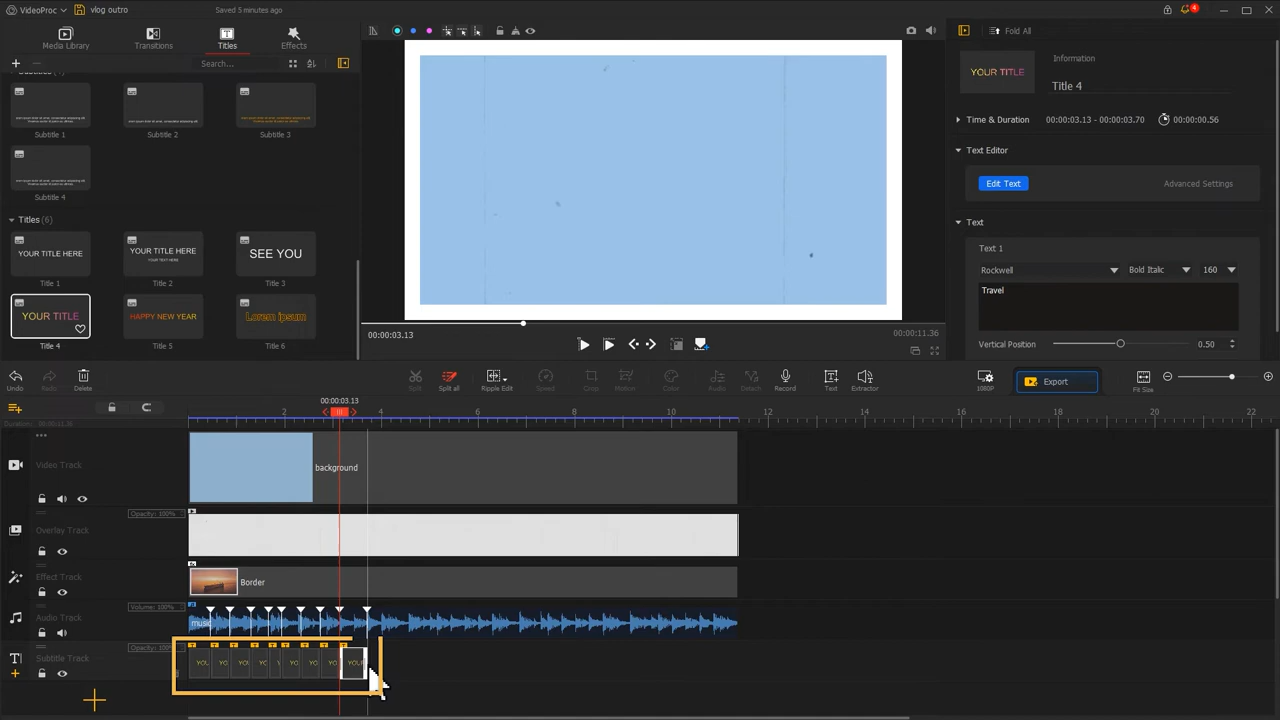 VideoProc
vlog outro
Saved 5 minutes ago
4
Media Library
Transitions
Titles
Effects
Search...
Subtitle 1
Subtitle 2
Subtitle 3
Subtitle 4
Titles (6)
YOUR TITLE HERE
YOUR TITLE HERE
YOUR TEXT HERE
SEE YOU
Title 1
Title 2
Title 3
YOUR TITLE
HAPPY NEW YEAR
Lorem ipsum
Title 4
Title 5
Title 6
00:00:03.13
00:00:11.36
Fold All
YOUR TITLE
Information
Title 4
Time & Duration
00:00:03.13 - 00:00:03.70
00:00:00.56
Text Editor
Edit Text
Advanced Settings
Text
Text 1
Rockwell
Bold Italic
160
Travel
Vertical Position
0.50
Undo
Redo
Delete
Split
Split all
Ripple Edit
Speed
Crop
Motion
Color
Audio
Detach
Record
Text
Extractor
1080P
Export
Fit Size
00:00:03.13
2
4
6
8
10
12
14
16
18
20
22
Video Track
background
Opacity: 100%
Overlay Track
Effect Track
Border
Volume: 100%
Audio Track
music
Opacity: 100%
Subtitle Track